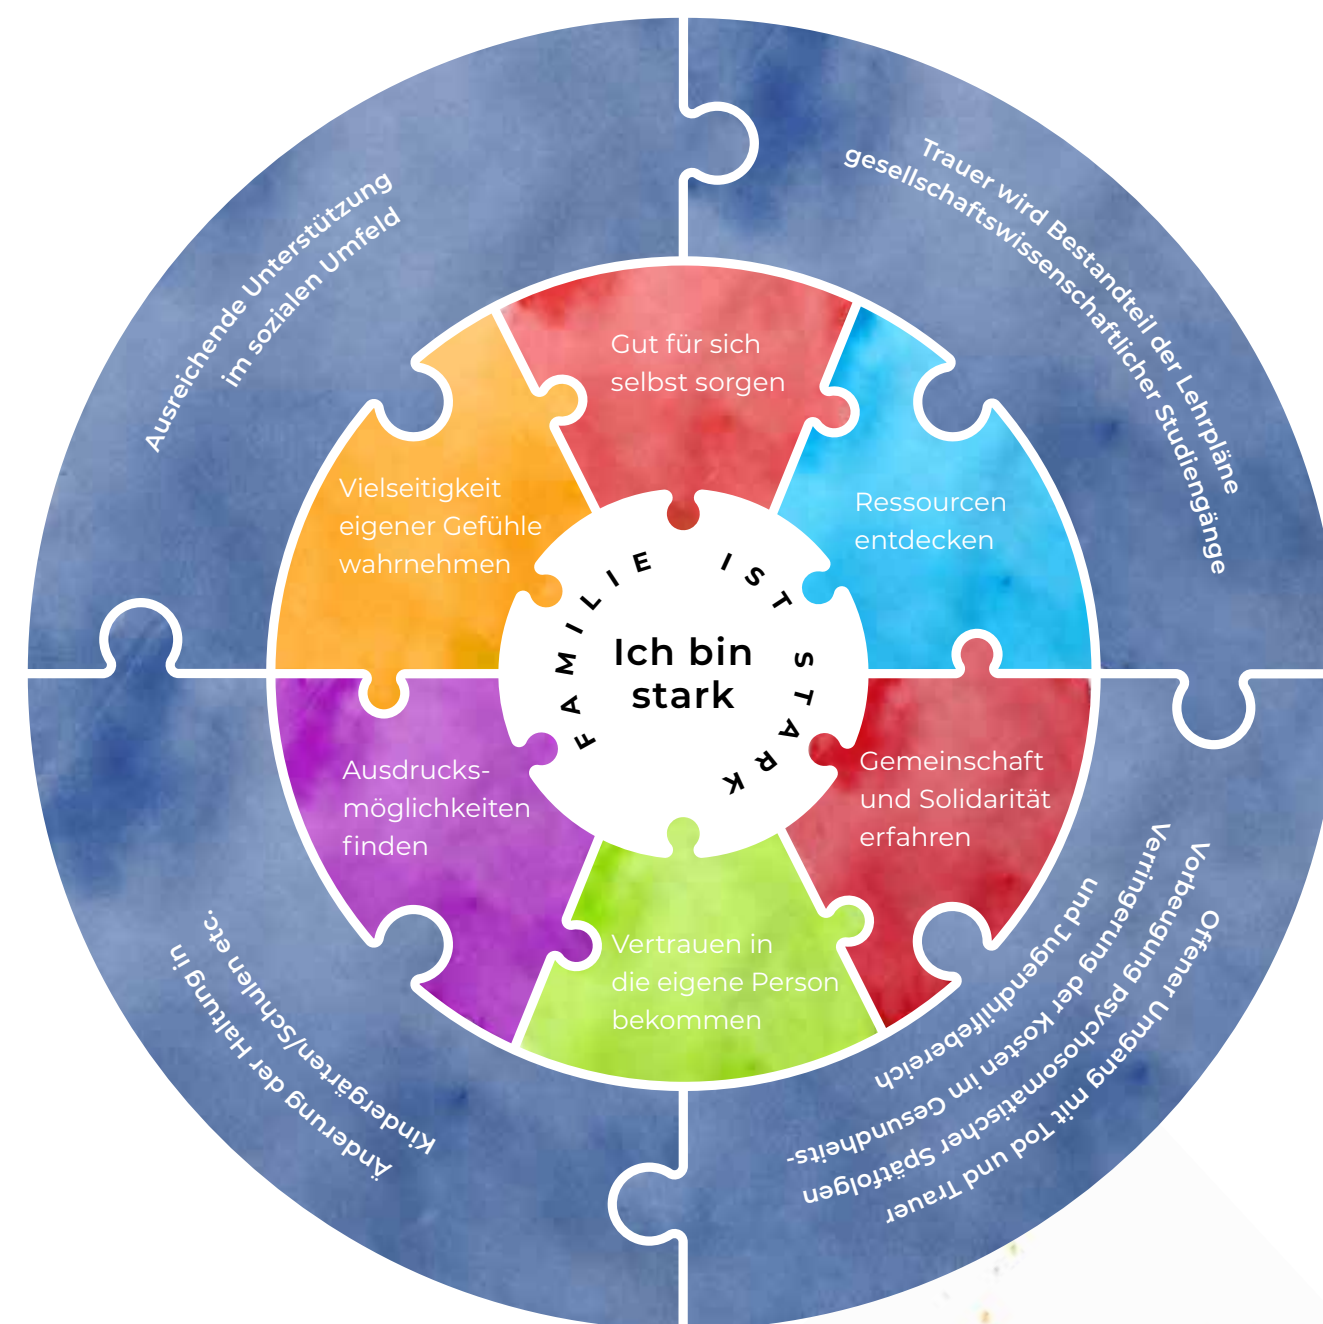 Ausreichende Unterstützung
im sozialen Umfeld
Trauer wird Bestandteil der Lehrpläne
gesellschaftswissenschaftlicher Studiengänge
Gut für sich
selbst sorgen
Vielseitigkeit
eigener Gefühle
wahrnehmen
Ressourcen
entdecken
FAMILIE IST STARK
Ich bin
stark
Ausdrucks-
möglichkeiten
finden
Gemeinschaft
und Solidarität
erfahren
Vertrauen in
die eigene Person
bekommen
Änderung der Haltung in
Kindergärten/Schulen etc.
Offener Umgang mit Tod und Trauer
Vorbeugung psychosomatischer Spätfolgen
Verringerung der Kosten im Gesundheits-
und Jugendhilfebereich